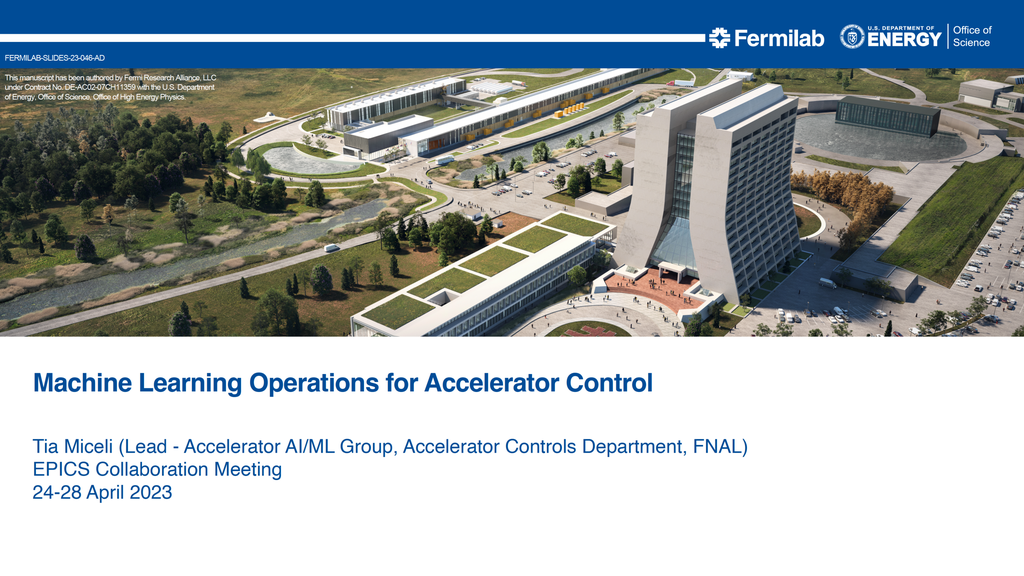 Fermilab
U.S. DEPARTMENT OF
ENERGY
Office of
Science
FERMILAB-SLIDES-23-046-AD
This manuscript has been authored by Fermi Research Alliance, LLC
under Contract No. DE-AC02-07CH11359 with the U.S. Department
of Energy, Office of Science, Office of High Energy Physics.
Machine Learning Operations for Accelerator Control
Tia Miceli (Lead - Accelerator AI/ML Group, Accelerator Controls Department, FNAL)
EPICS Collaboration Meeting
24-28 April 2023